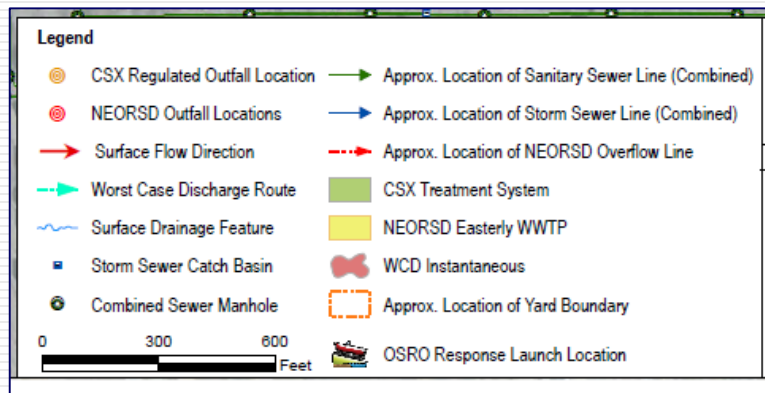 Legend
CSX Regulated Outfall Location
NEORSD Outfall Locations
Surface Flow Direction
Worst Case Discharge Route
Surface Drainage Feature
Storm Sewer Catch Basin
Combined Sewer Manhole
0 300 600
Feet
Approx. Location of Sanitary Sewer Line (Combined)
Approx. Location of Storm Sewer Line (Combined)
Approx. Location of NEORSD Overflow Line
CSX Treatment System
NEORSD Easterly WWTP
WCD Instantaneous
Approx. Location of Yard Boundary
OSRO Response Launch Location